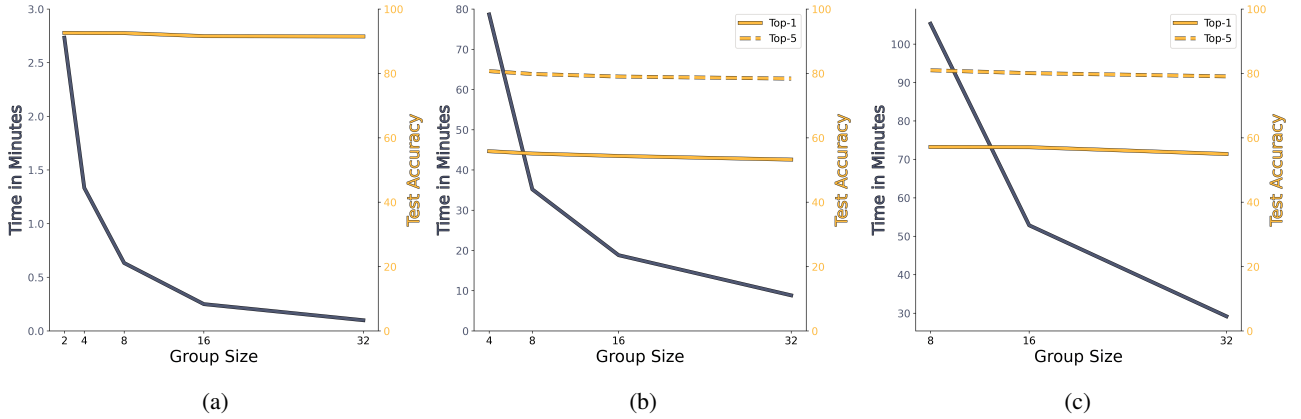 3.0
2.5
2.0
1.5
1.0
0.5
0.0
Time in Minutes
2 4 8 16 32
Group Size
100
80
60
40
20
0
Test Accuracy
(a)
80
70
60
50
40
30
20
10
0
Time in Minutes
4 8 16 32
Group Size
Top-1
Top-5
100
80
60
40
20
0
Test Accuracy
(b)
100
90
80
70
60
50
40
30
Time in Minutes
8 16 32
Group Size
Top-1
Top-5
100
80
60
40
20
0
Test Accuracy
(c)